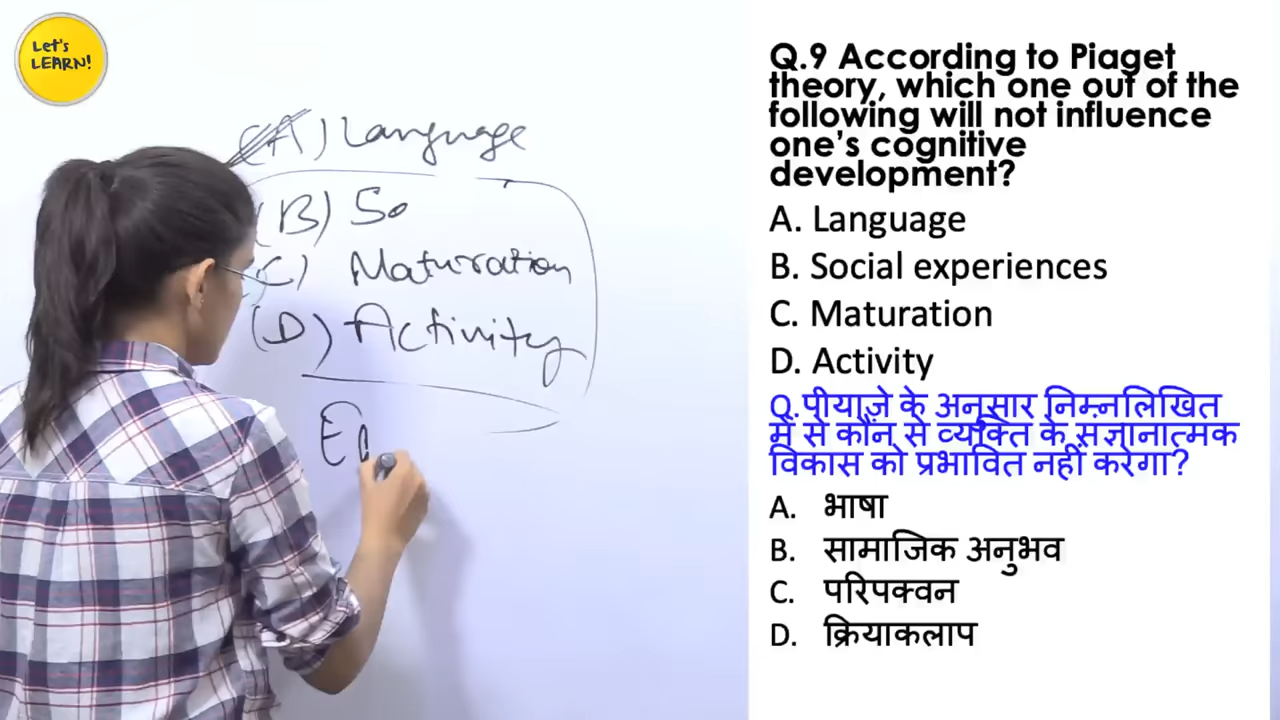 Let's
LEARN!
(A) Language
(B) So
(C) Maturation
(D) Activity
Q.9 According to Piaget
theory, which one out of the
following will not influence
one's cognitive
development?
A. Language
B. Social experiences
C. Maturation
D. Activity
Q.पीयाज़े के अनुसार निम्नलिखित
में से कौन से व्यक्ति के संज्ञानात्मक
विकास को प्रभावित नहीं करेगा?
A. भाषा
B. सामाजिक अनुभव
C. परिपक्वन
D. क्रियाकलाप